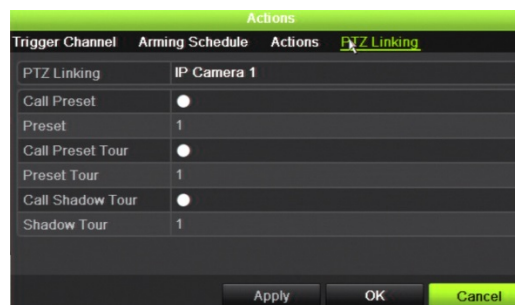 Actions
Trigger Channel Arming Schedule Actions PTZ Linking
PTZ Linking IP Camera 1
Call Preset
Preset 1
Call Preset Tour
Preset Tour 1
Call Shadow Tour
Shadow Tour 1
Apply OK Cancel